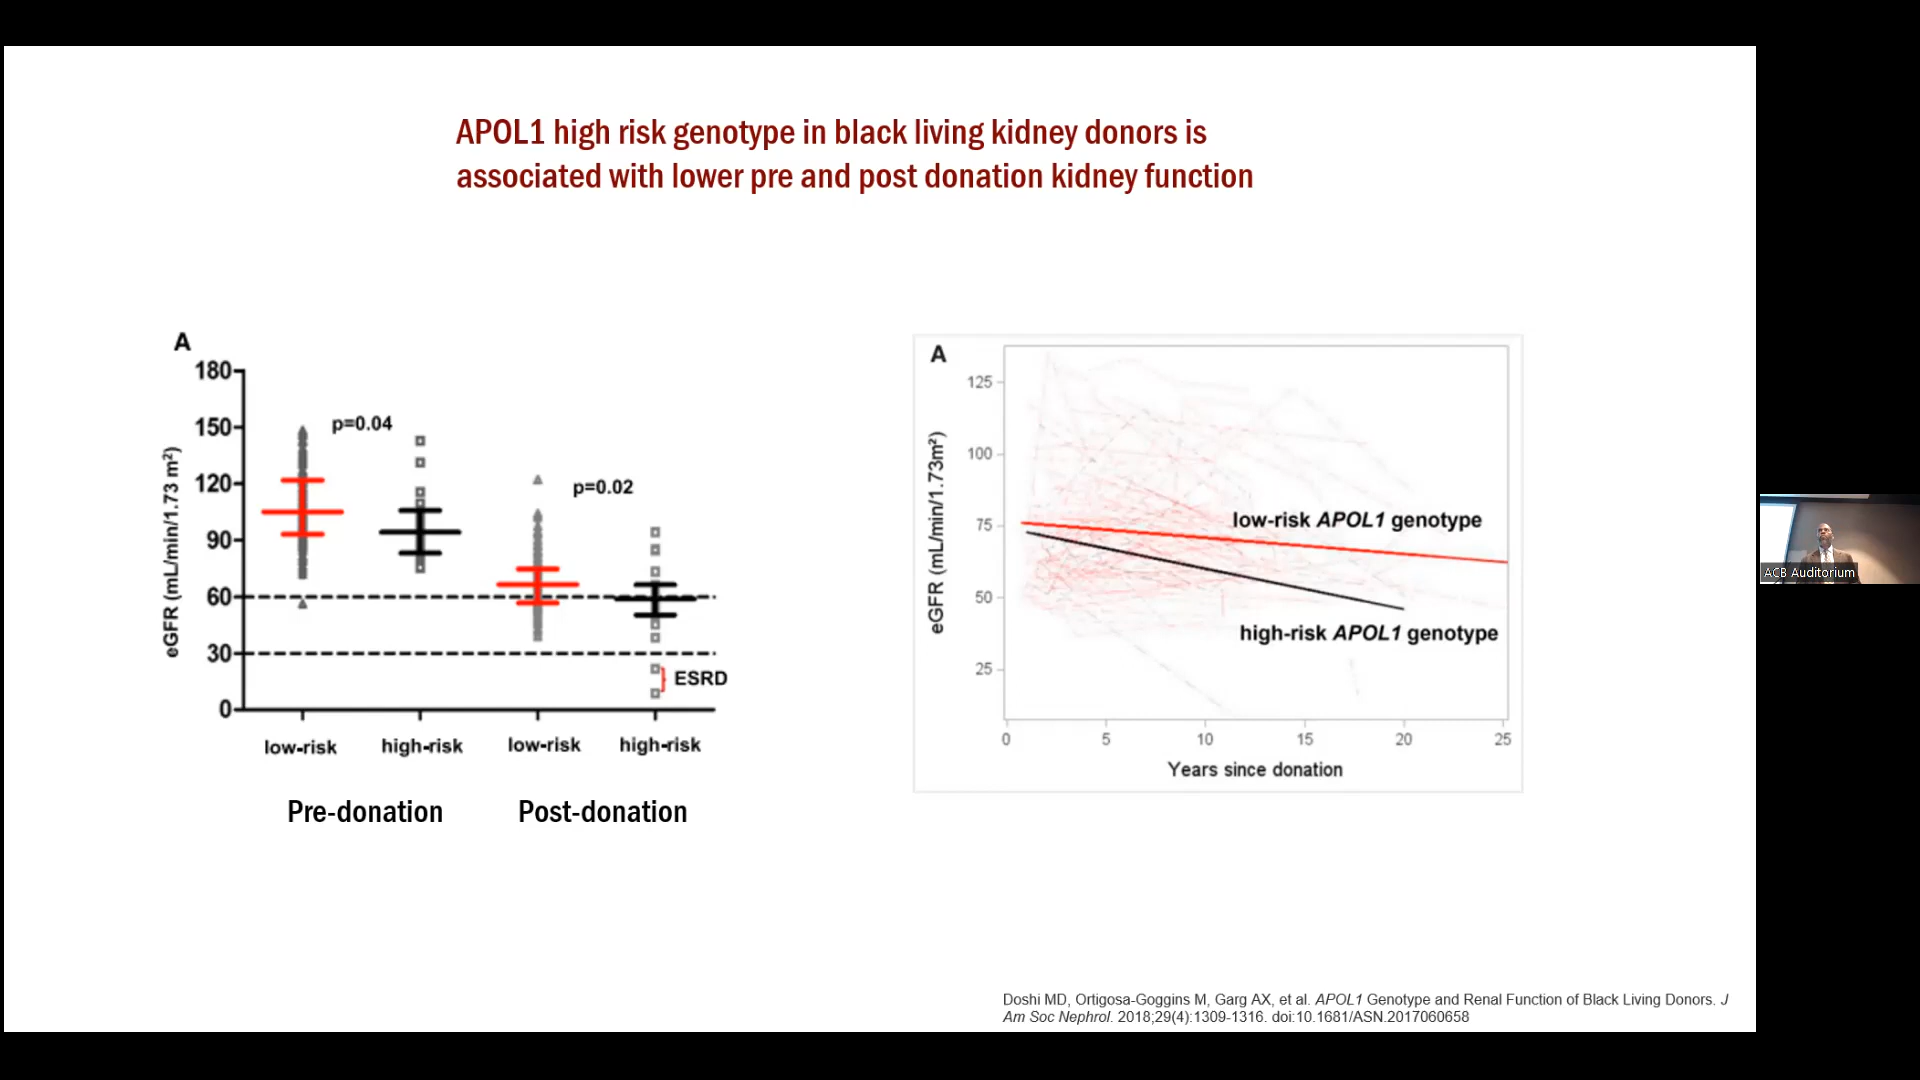 APOL1 high risk genotype in black living kidney donors is
associated with lower pre and post donation kidney function
A
180
150
120
90
60
30
0
eGFR (mL/min/1.73 m²)
p=0.04
p=0.02
ESRD
low-risk high-risk low-risk high-risk
Pre-donation Post-donation
A
125
100
75
50
25
eGFR (mL/min/1.73m²)
low-risk APOL1 genotype
high-risk APOL1 genotype
0 5 10 15 20 25
Years since donation
ACB Auditorium
Doshi MD, Ortigosa-Goggins M, Garg AX, et al. APOL1 Genotype and Renal Function of Black Living Donors. J
Am Soc Nephrol. 2018;29(4):1309-1316. doi:10.1681/ASN.2017060658